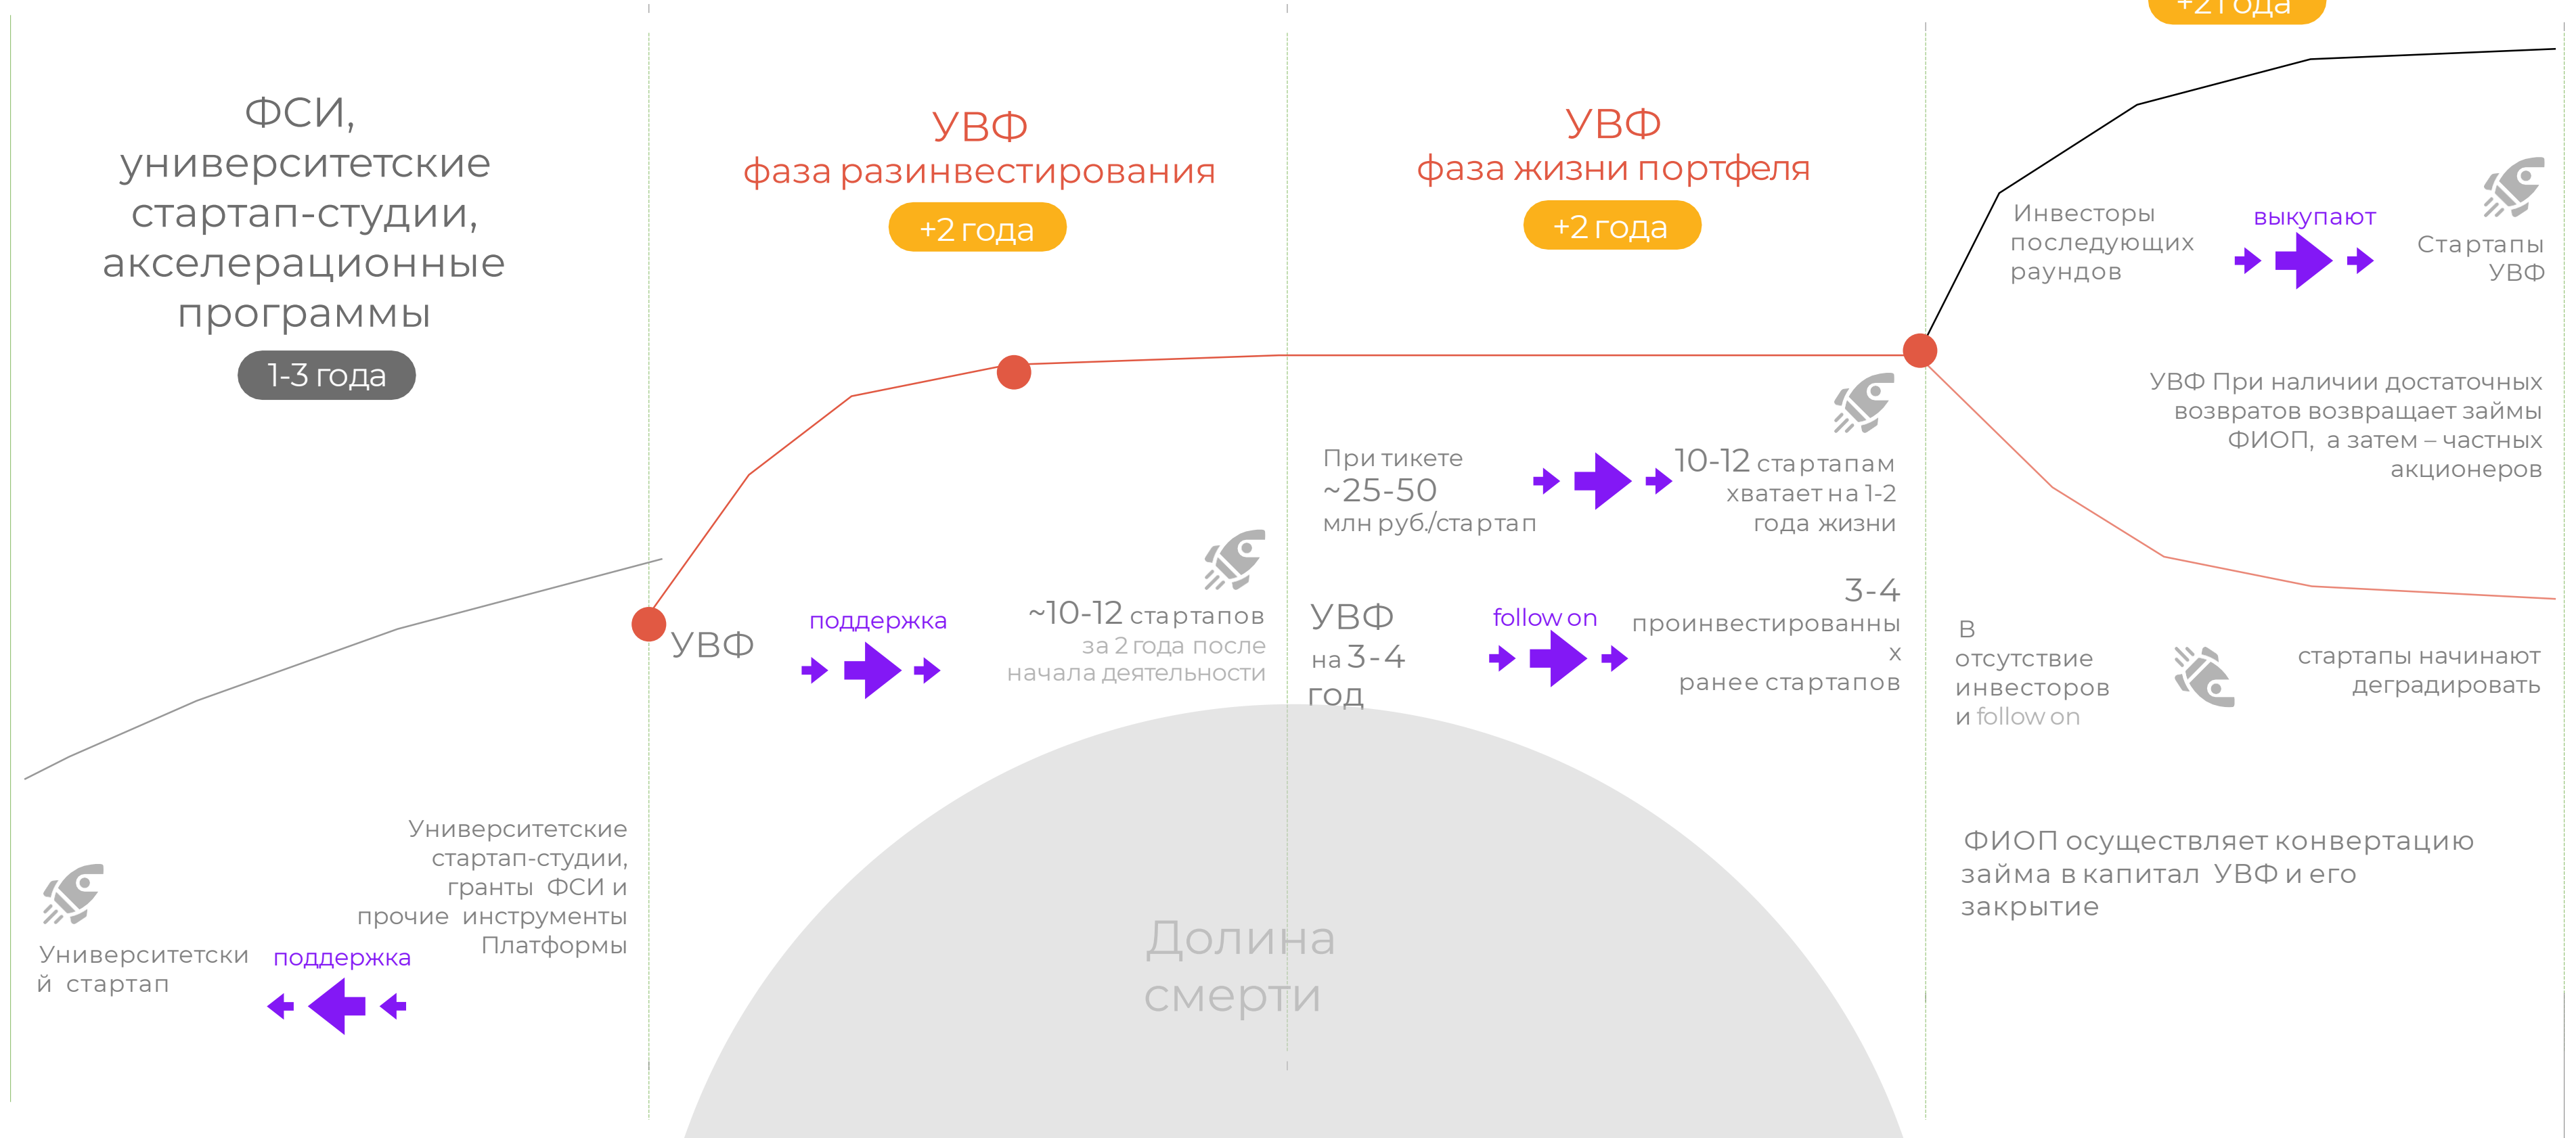 +2 года
ФСИ,
университетские
стартап-студии,
акселерационные
программы
1-3 года
УВФ
фаза разинвестирования
+2 года
УВФ
фаза жизни портфеля
+2 года
Инвесторы
последующих
раундов
выкупают
Стартапы
УВФ
УВФ При наличии достаточных
возвратов возвращает займы
ФИОП, а затем – частных
акционеров
При тикете
~25-50
млн руб./стартап
10-12 стартапам
хватает на 1-2
года жизни
УВФ
поддержка
~10-12 стартапов
за 2 года после
начала деятельности
УВФ
на 3-4
год
follow on
3-4
проинвестированны
х
ранее стартапов
В
отсутствие
инвесторов
и follow on
стартапы начинают
деградировать
Университетски
й стартап
поддержка
Университетские
стартап-студии,
гранты ФСИ и
прочие инструменты
Платформы
Долина
смерти
ФИОП осуществляет конвертацию
займа в капитал УВФ и его
закрытие